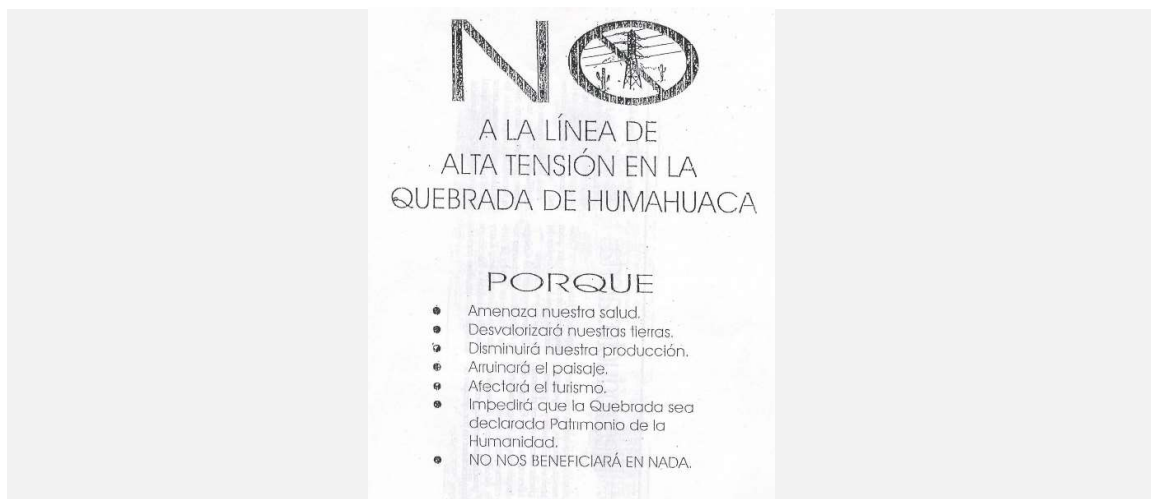 NO
A LA LÍNEA DE
ALTA TENSIÓN EN LA
QUEBRADA DE HUMAHUACA
PORQUE
Amenaza nuestra salud.
Desvalorizará nuestras tierras.
Disminuirá nuestra producción.
Arruinará el paisaje.
Afectará el turismo.
Impedirá que la Quebrada sea
declarada Patrimonio de la
Humanidad.
NO NOS BENEFICIARÁ EN NADA.